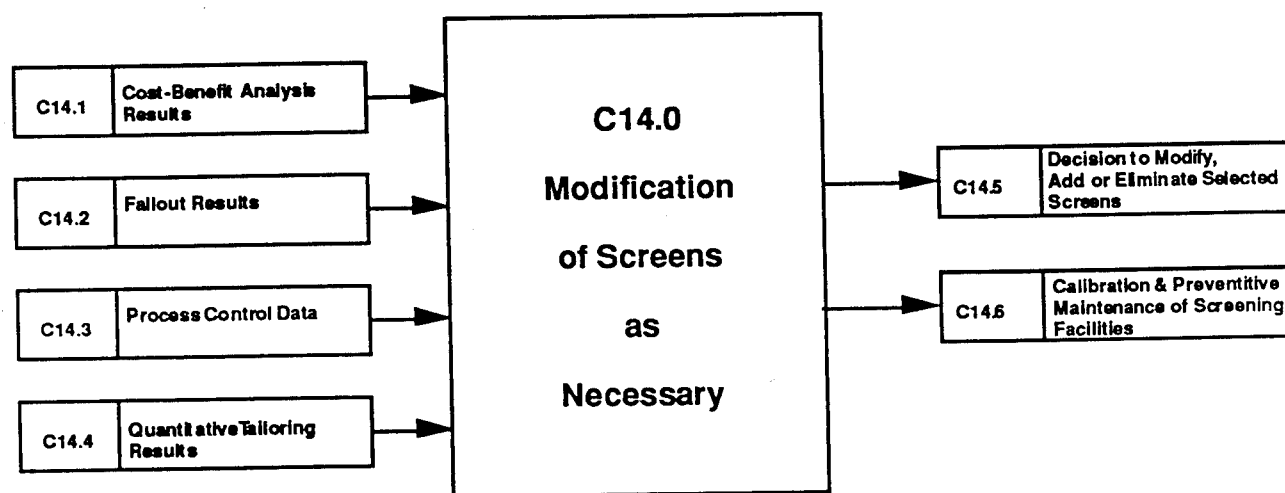 C14.1
Cost-Benefit Analysis
Results
C14.2
Fallout Results
C14.3
Process Control Data
C14.4
Quantitative Tailoring
Results
C14.0
Modification
of Screens
as
Necessary
C14.5
Decision to Modify,
Add or Eliminate Selected
Screens
C14.6
Calibration & Preventitive
Maintenance of Screening
Facilities